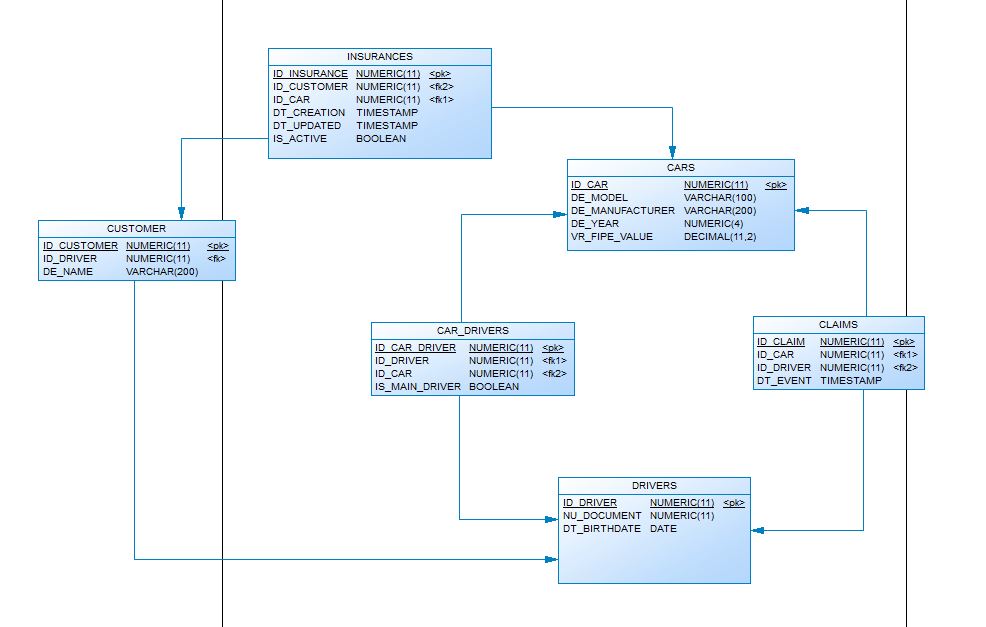 INSURANCES
ID_INSURANCE NUMERIC(11) <pk>
ID_CUSTOMER NUMERIC(11) <fk2>
ID_CAR NUMERIC(11) <fk1>
DT_CREATION TIMESTAMP
DT_UPDATED TIMESTAMP
IS_ACTIVE BOOLEAN
CARS
ID_CAR NUMERIC(11) <pk>
DE_MODEL VARCHAR(100)
DE_MANUFACTURER VARCHAR(200)
DE_YEAR NUMERIC(4)
VR_FIPE_VALUE DECIMAL(11,2)
CUSTOMER
ID_CUSTOMER NUMERIC(11) <pk>
ID_DRIVER NUMERIC(11) <fk>
DE_NAME VARCHAR(200)
CAR_DRIVERS
ID_CAR_DRIVER NUMERIC(11) <pk>
ID_DRIVER NUMERIC(11) <fk1>
ID_CAR NUMERIC(11) <fk2>
IS_MAIN_DRIVER BOOLEAN
CLAIMS
ID_CLAIM NUMERIC(11) <pk>
ID_CAR NUMERIC(11) <fk1>
ID_DRIVER NUMERIC(11) <fk2>
DT_EVENT TIMESTAMP
DRIVERS
ID_DRIVER NUMERIC(11) <pk>
NU_DOCUMENT NUMERIC(11)
DT_BIRTHDATE DATE